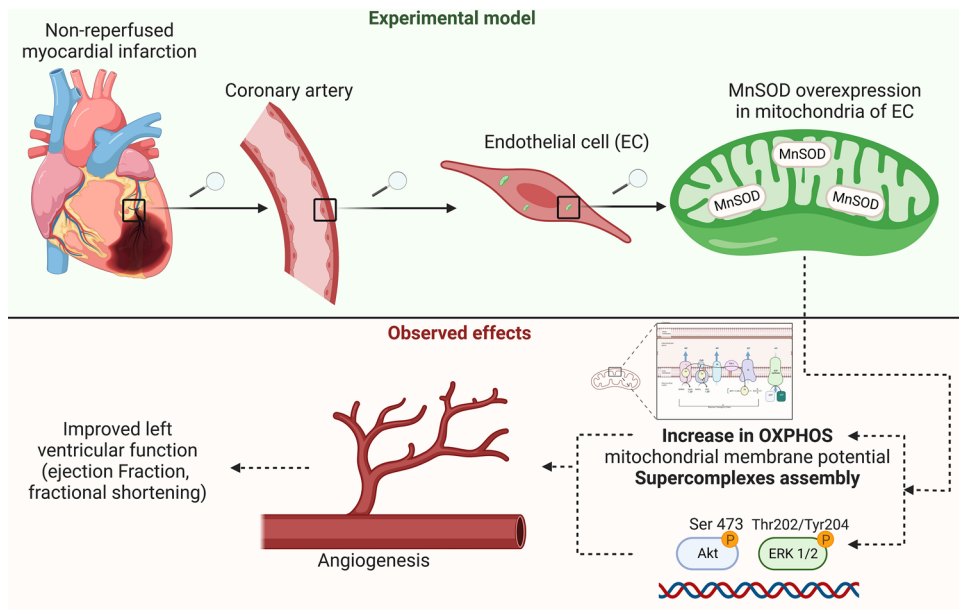 Experimental model
Non-reperfused
myocardial infarction
Coronary artery
Endothelial cell (EC)
MnSOD overexpression
in mitochondria of EC
MnSOD
MnSOD
MnSOD
Observed effects
Improved left
ventricular function
(ejection Fraction,
fractional shortening)
Angiogenesis
Increase in OXPHOS
mitochondrial membrane potential
Supercomplexes assembly
Ser 473 Thr202/Tyr204
P P
Akt ERK 1/2